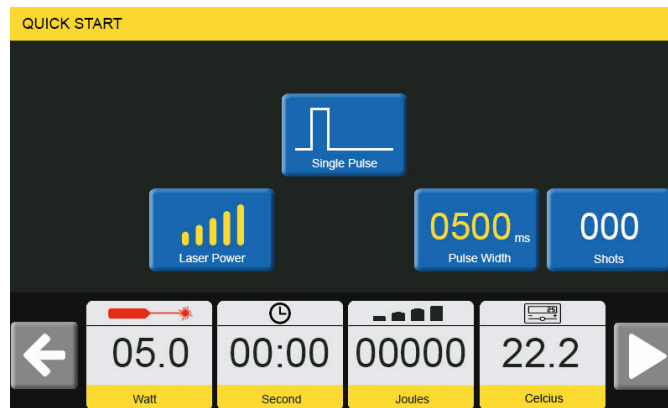 QUICK START
Single Pulse
Laser Power
0500 ms
Pulse Width
000
Shots
25
05.0
00:00
00000
22.2
Watt
Second
Joules
Celcius